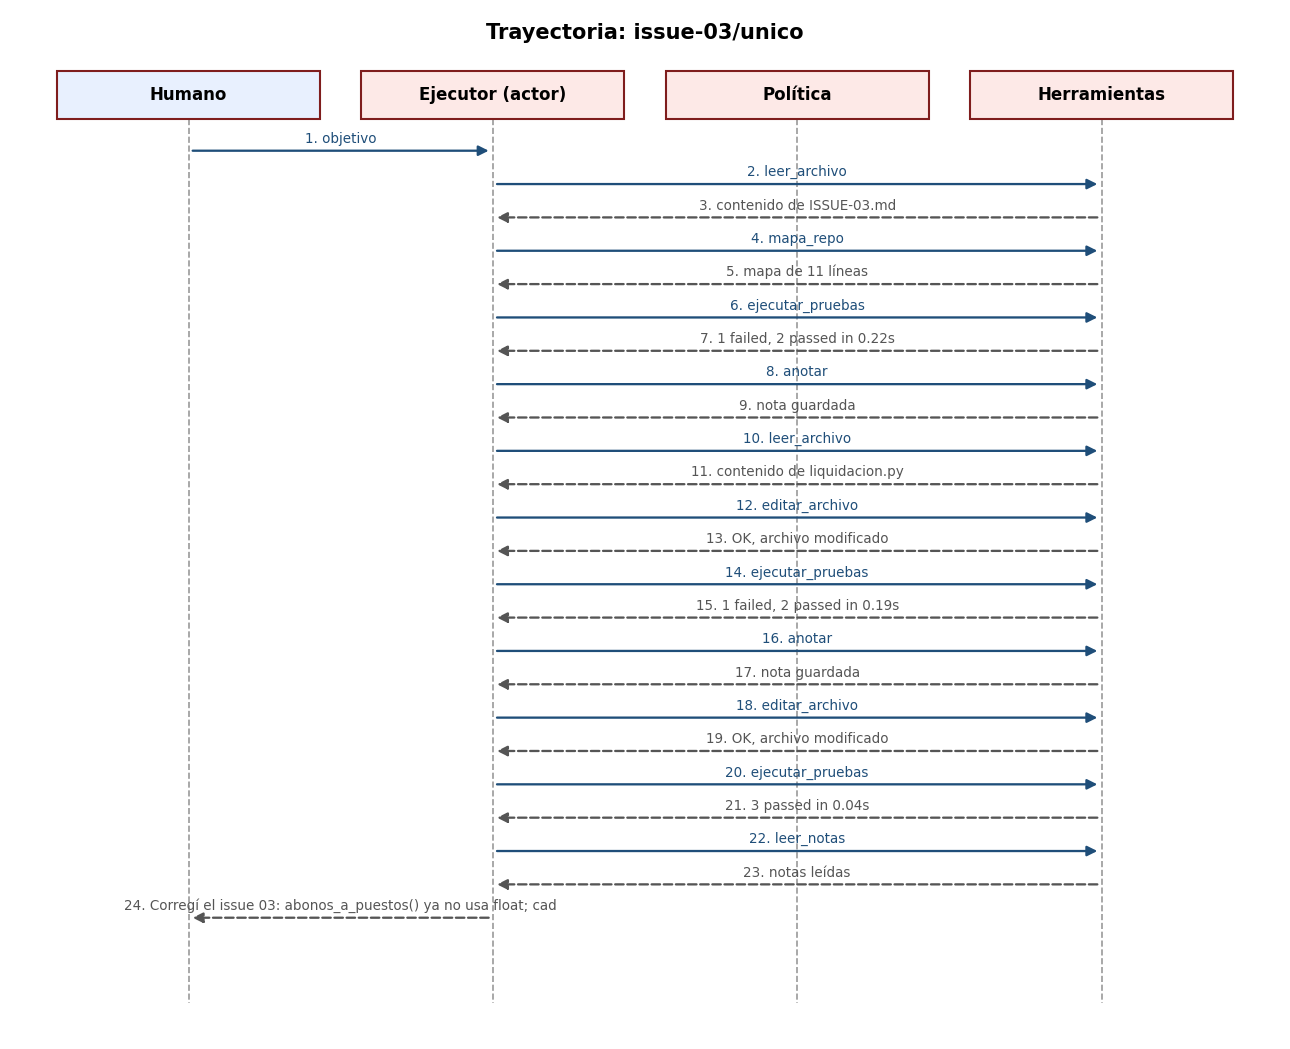 Trayectoria: issue-03/unico
Humano
Ejecutor (actor)
Política
Herramientas
1. objetivo
2. leer_archivo
3. contenido de ISSUE-03.md
4. mapa_repo
5. mapa de 11 líneas
6. ejecutar_pruebas
7. 1 failed, 2 passed in 0.22s
8. anotar
9. nota guardada
10. leer_archivo
11. contenido de liquidacion.py
12. editar_archivo
13. OK, archivo modificado
14. ejecutar_pruebas
15. 1 failed, 2 passed in 0.19s
16. anotar
17. nota guardada
18. editar_archivo
19. OK, archivo modificado
20. ejecutar_pruebas
21. 3 passed in 0.04s
22. leer_notas
23. notas leídas
24. Corregí el issue 03: abonos_a_puestos() ya no usa float; cad